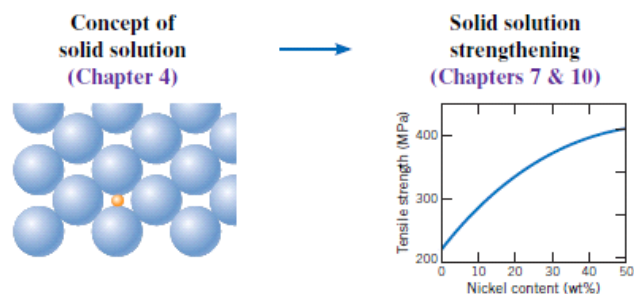 Concept of
solid solution
(Chapter 4)
Solid solution
strengthening
(Chapters 7 & 10)
Tensile strength (MPa)
400
300
200
0 10 20 30 40 50
Nickel content (wt%)